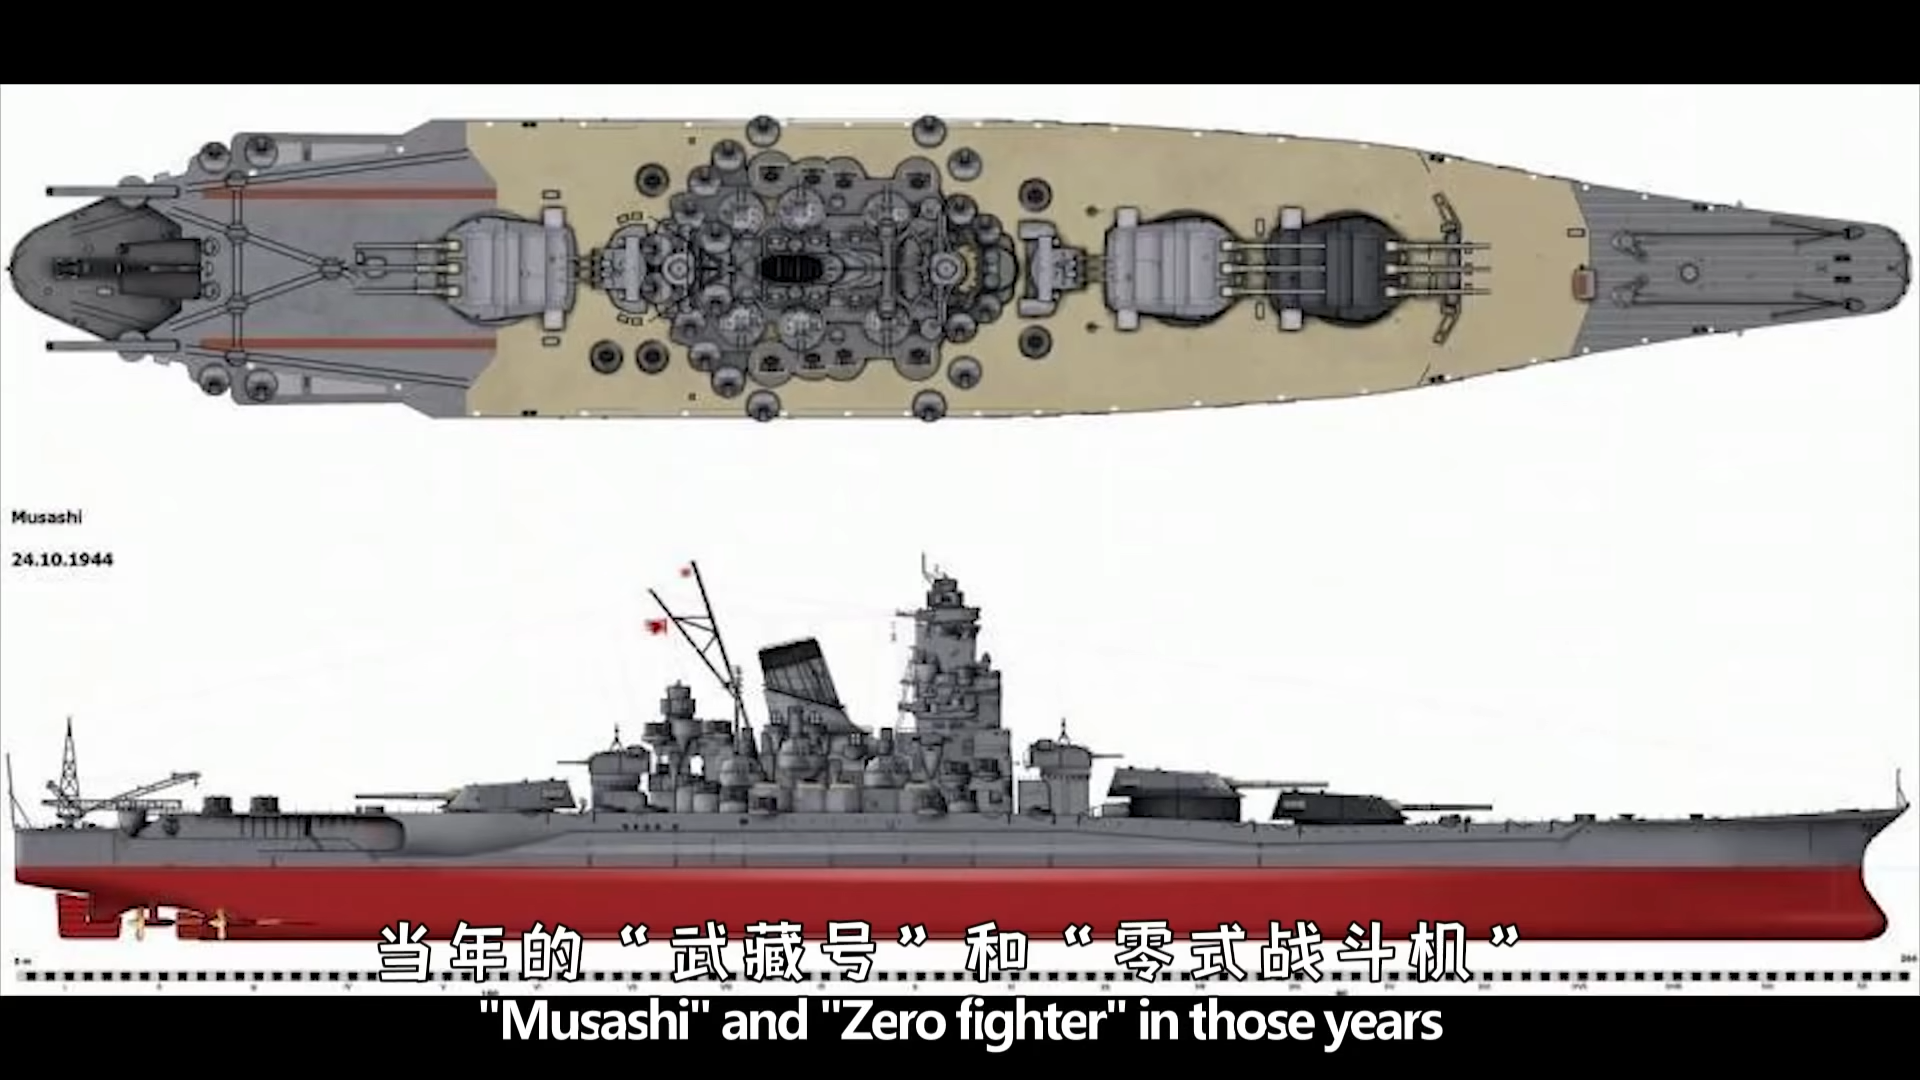 Musashi
24.10.1944
当年的“武藏号”和“零式战斗机”
"Musashi" and "Zero fighter" in those years